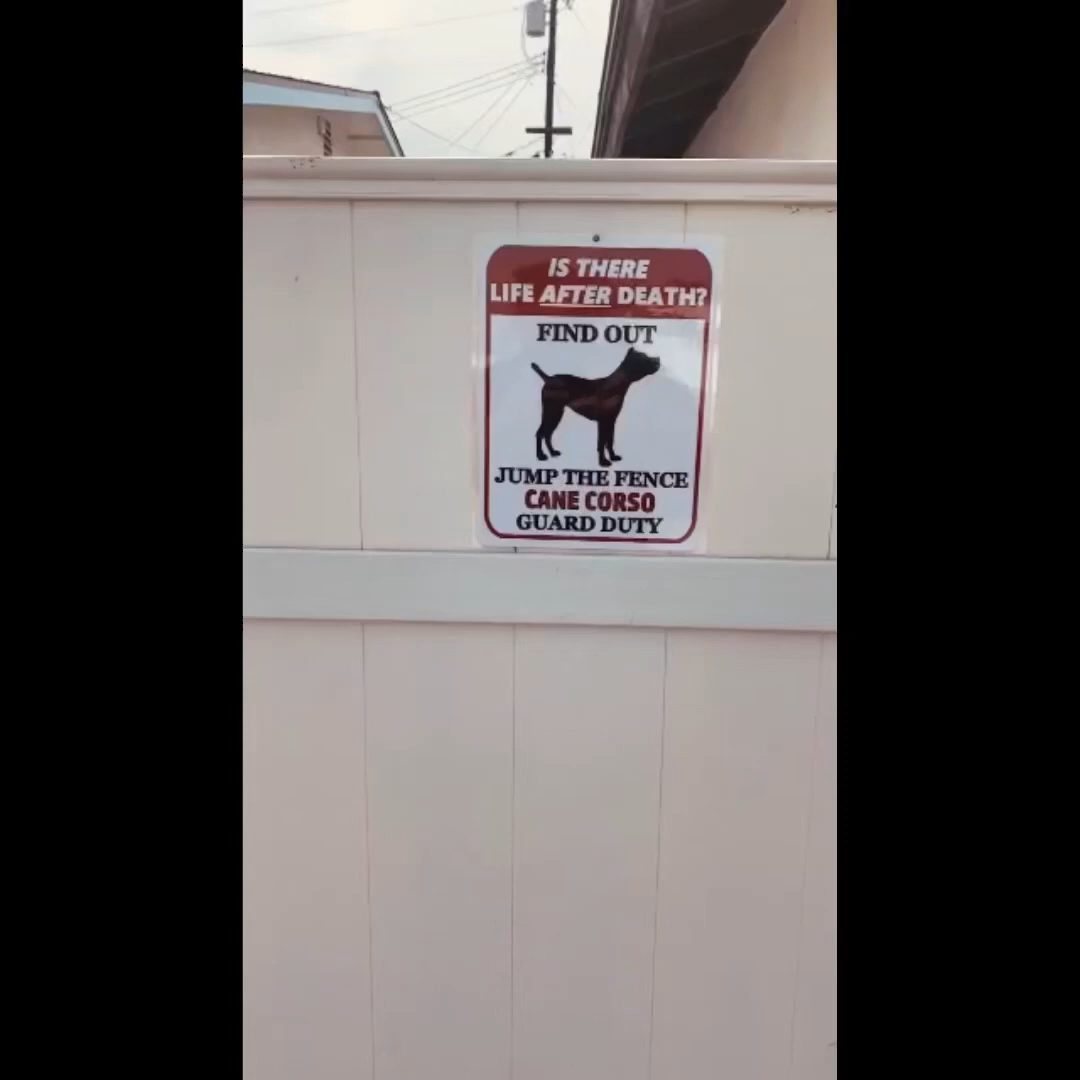 IS THERE
LIFE AFTER DEATH?
FIND OUT
JUMP THE FENCE
CANE CORSO
GUARD DUTY